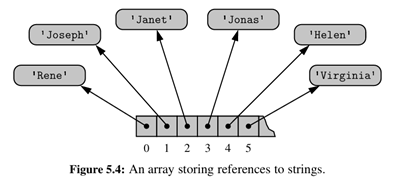 'Janet' 'Jonas'
'Joseph' 'Helen'
'Rene' 'Virginia'
0 1 2 3 4 5
Figure 5.4: An array storing references to strings.